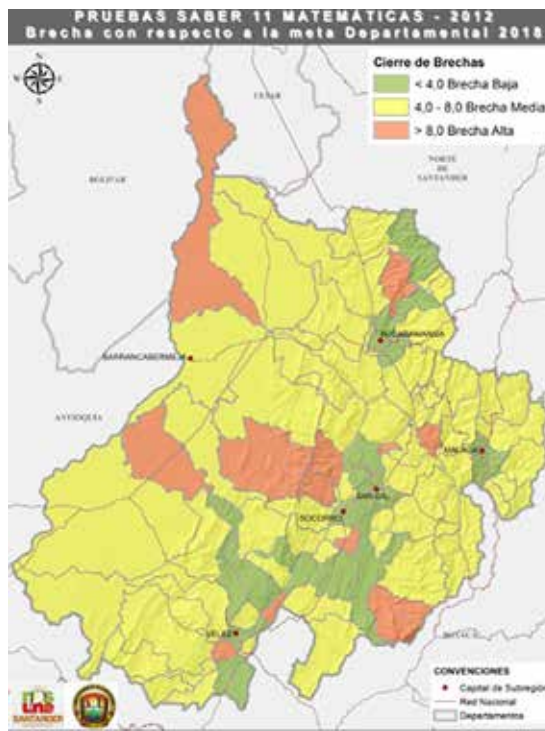 PRUEBAS SABER 11 MATEMÁTICAS - 2012
Brecha con respecto a la meta Departamental 2018
Cierre de Brechas
< 4,0 Brecha Baja
4,0 - 8,0 Brecha Media
> 8,0 Brecha Alta
N
W
E
S
CESAR
BOLIVAR
NORTE
DE
SANTANDER
BUCARAMANGA
BARRANCABERMEJA
ANTIOQUIA
MALAGA
SAN GIL
SOCORRO
VELEZ
BOYACA
CONVENCIONES
Capital de Subregión
Red Nacional
Departamentos
SANTANDER